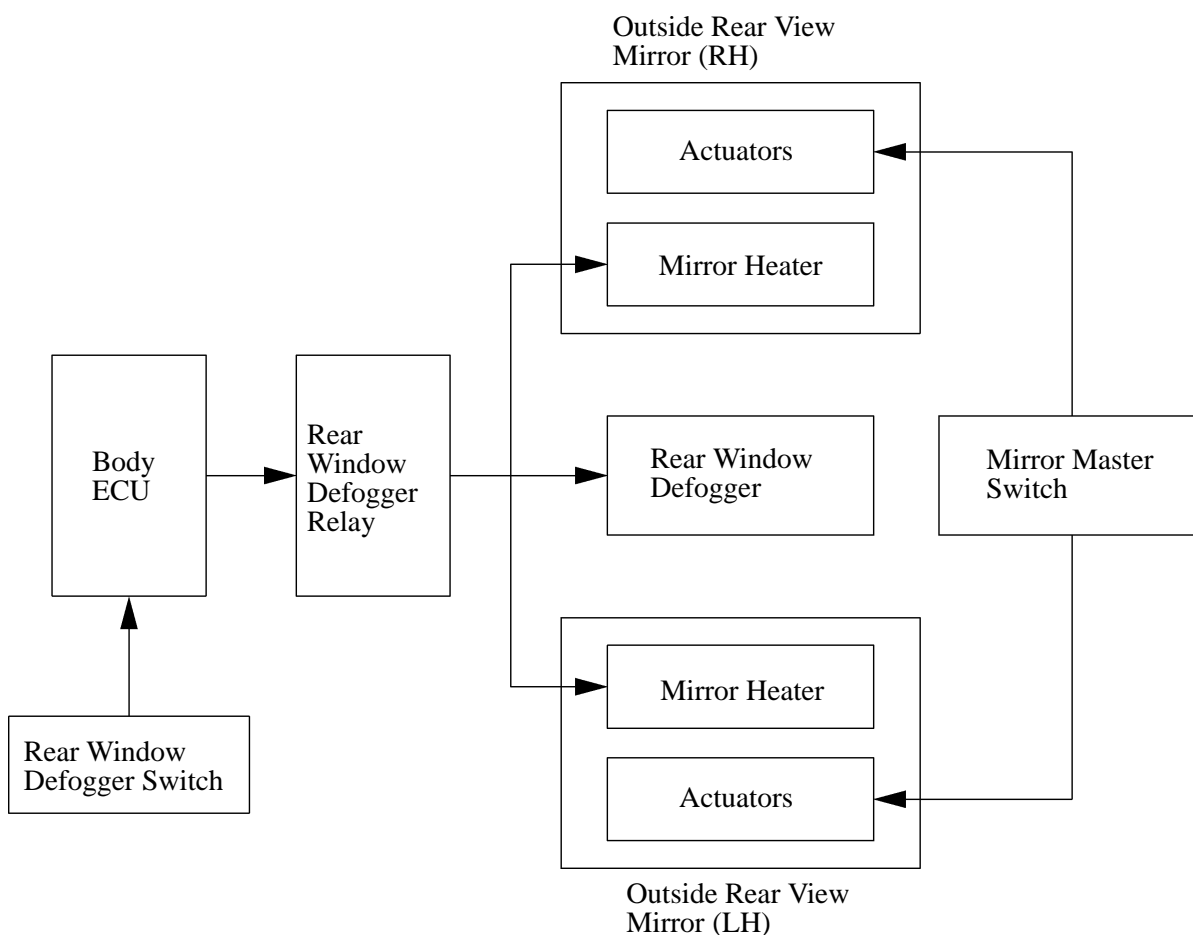 Outside Rear View
Mirror (RH)
Actuators
Mirror Heater
Body
ECU
Rear
Window
Defogger
Relay
Rear Window
Defogger
Mirror Master
Switch
Mirror Heater
Rear Window
Defogger Switch
Actuators
Outside Rear View
Mirror (LH)